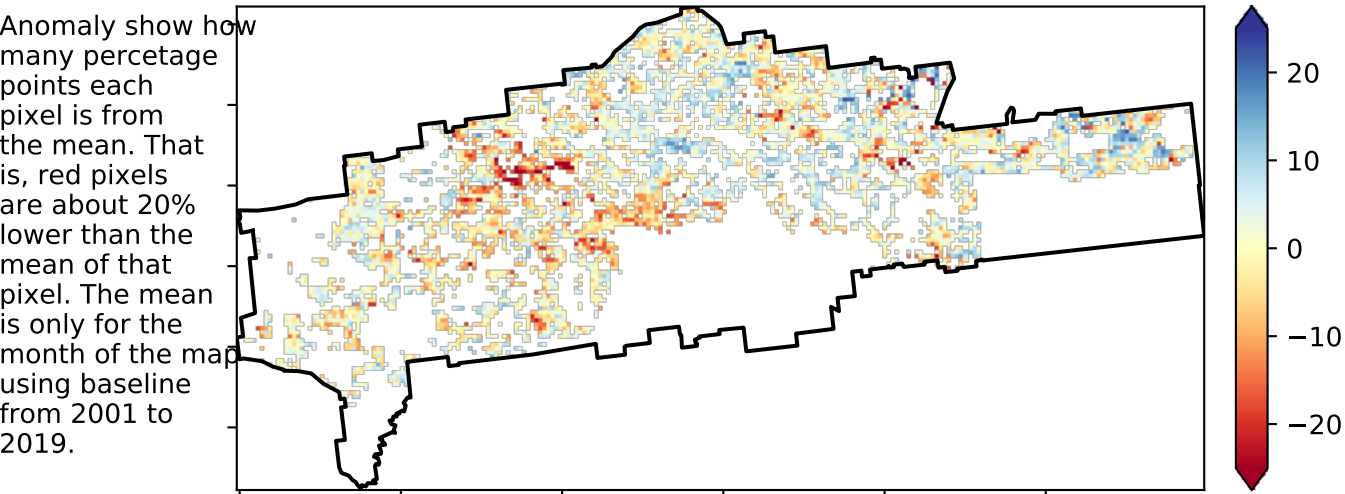 Anomaly show how
many percetage
points each
pixel is from
the mean. That
is, red pixels
are about 20%
lower than the
mean of that
pixel. The mean
is only for the
month of the map
using baseline
from 2001 to
2019.
20
10
0
−10
−20